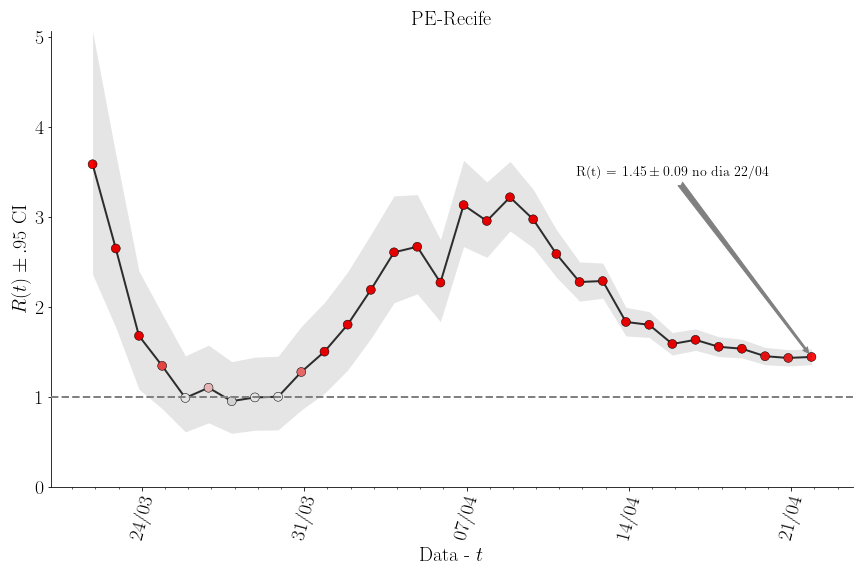 PE-Recife
5
4
3
2
1
0
R(t) ± .95 CI
R(t) = 1.45 ± 0.09 no dia 22/04
24/03
31/03
07/04
14/04
21/04
Data - t